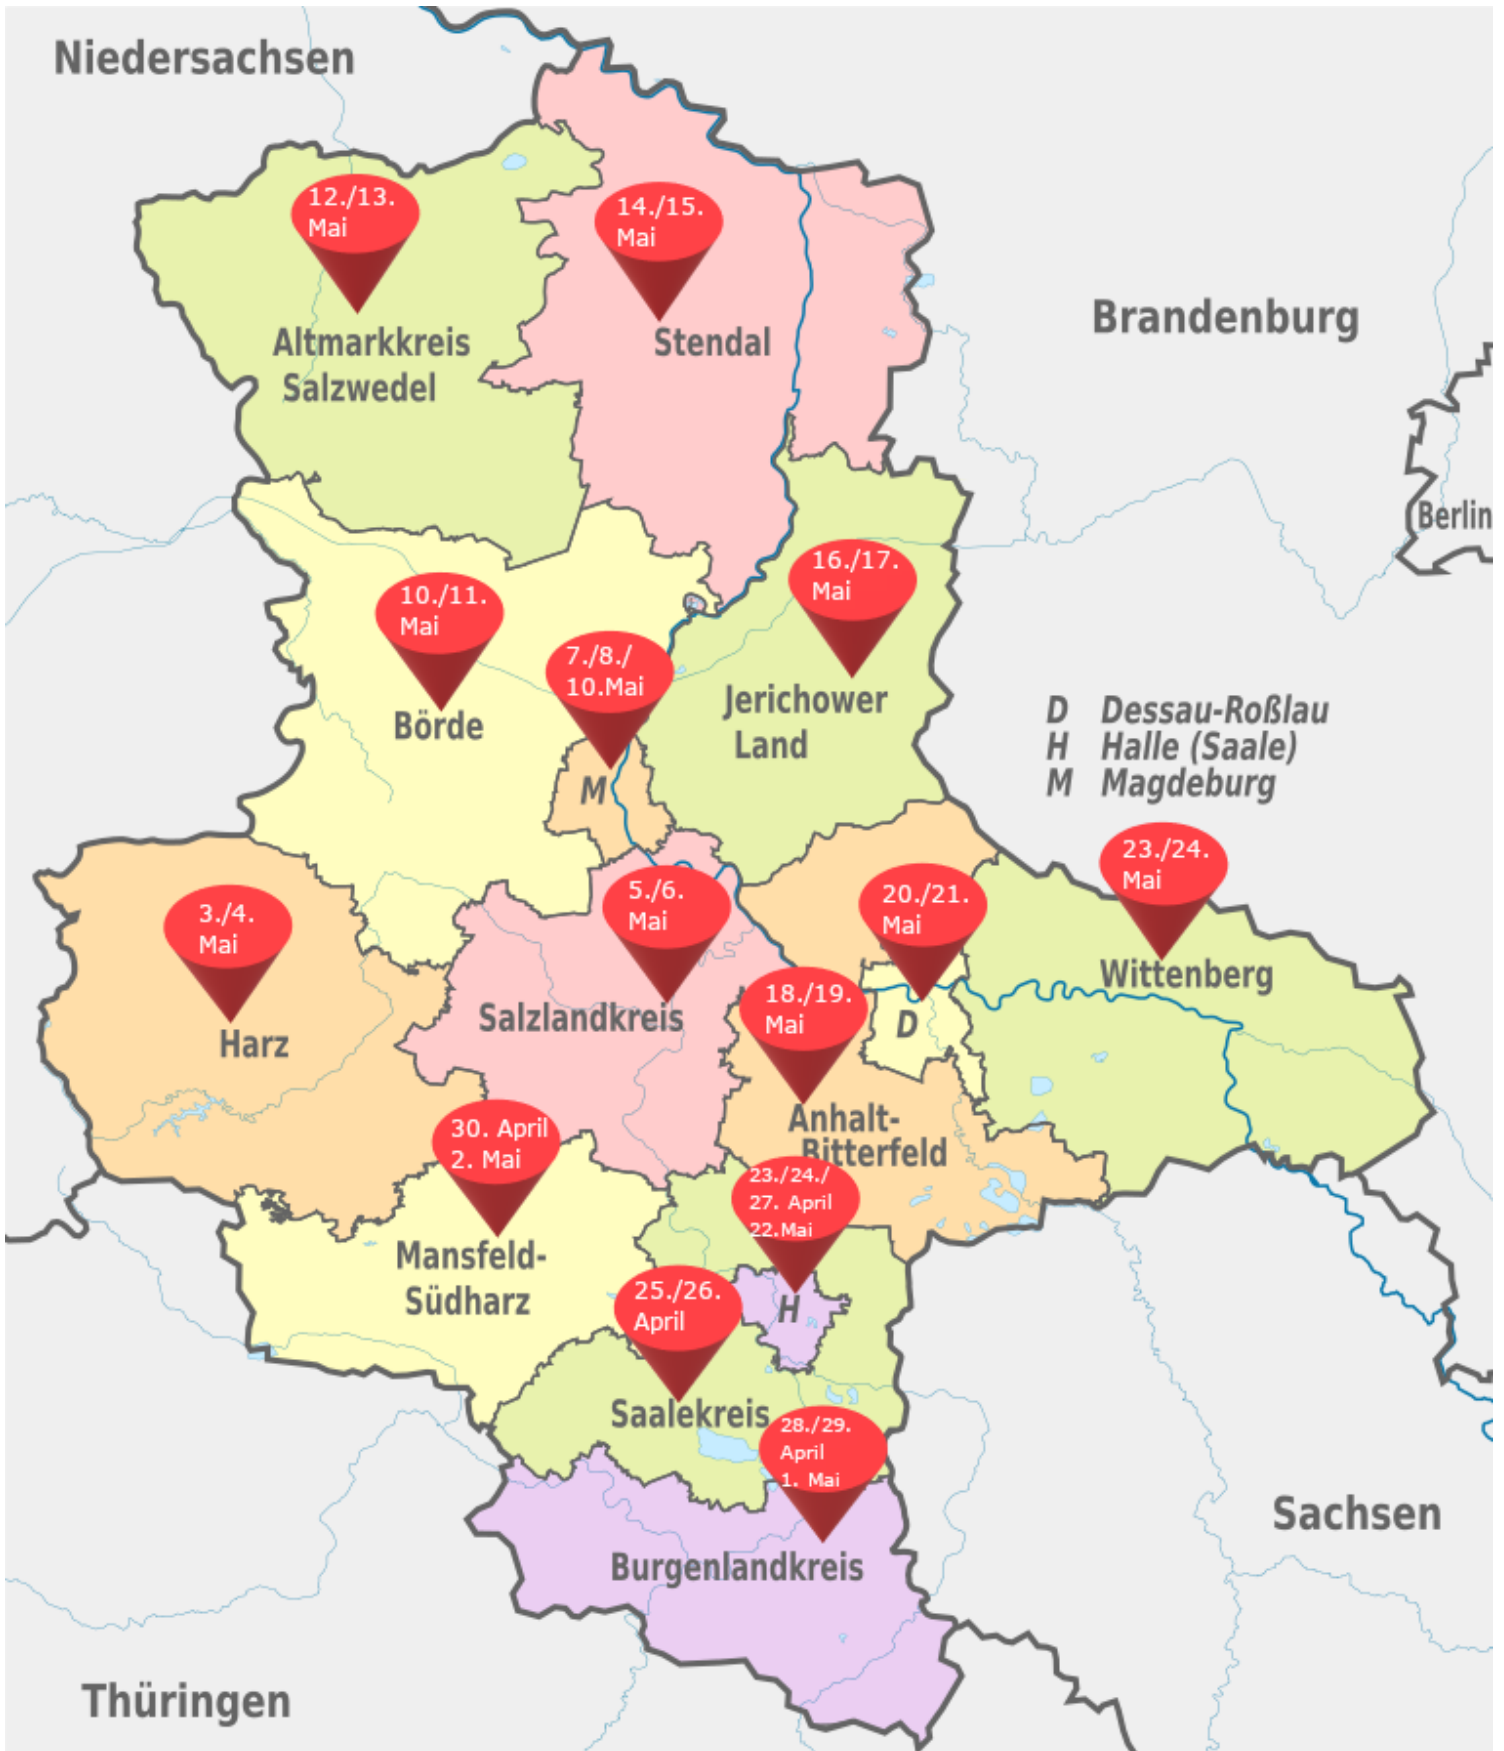 Niedersachsen
12./13.
Mai
14./15.
Mai
Altmarkkreis
Salzwedel
Stendal
Brandenburg
Berlin
16./17.
Mai
10./11.
Mai
7./8./
10.Mai
Börde
Jerichower
Land
M
D Dessau-Roßlau
H Halle (Saale)
M Magdeburg
23./24.
Mai
3./4.
Mai
5./6.
Mai
20./21.
Mai
Wittenberg
18./19.
Mai
Salzlandkreis
D
Harz
30. April
2. Mai
Anhalt-
Bitterfeld
23./24./
27. April
22.Mai
Mansfeld-
Südharz
25./26.
April
H
Saalekreis
28./29.
April
1. Mai
Sachsen
Burgenlandkreis
Thüringen